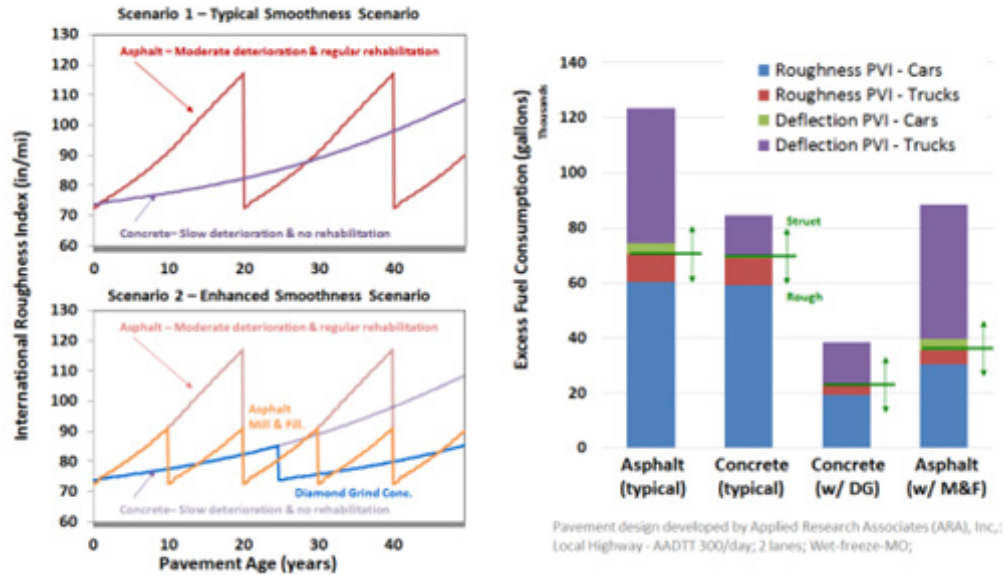 Scenario 1 – Typical Smoothness Scenario
130
120
110
100
90
80
70
60
Asphalt – Moderate deterioration & regular rehabilitation
Concrete– Slow deterioration & no rehabilitation
0 10 20 30 40
International Roughness Index (in/mi)
Scenario 2 – Enhanced Smoothness Scenario
130
120
110
100
90
80
70
60
Asphalt – Moderate deterioration & regular rehabilitation
Asphalt
Mill & Fill.
Diamond Grind Conc.
Concrete– Slow deterioration & no rehabilitation
0 10 20 30 40
Pavement Age (years)
Excess Fuel Consumption (gallons)
Thousands
140
120
100
80
60
40
20
0
Roughness PVI - Cars
Roughness PVI - Trucks
Deflection PVI - Cars
Deflection PVI - Trucks
Struct
Rough
Asphalt (typical)
Concrete (typical)
Concrete (w/ DG)
Asphalt (w/ M&F)
Pavement design developed by Applied Research Associates (ARA), Inc,:
Local Highway - AADTT 300/day; 2 lanes; Wet-freeze-MO;